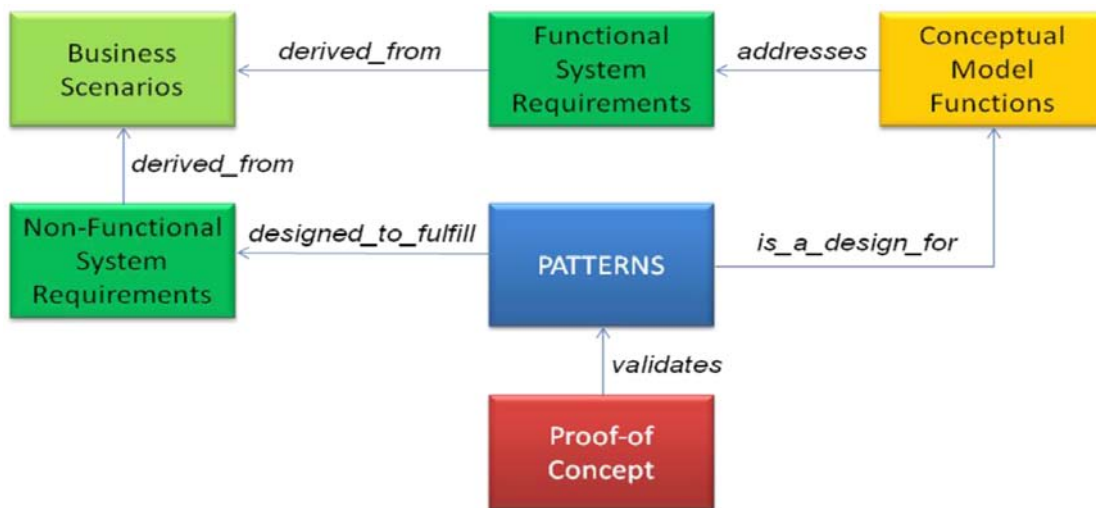 Business
Scenarios
derived_from
Functional
System
Requirements
addresses
Conceptual
Model
Functions
derived_from
Non-Functional
System
Requirements
designed_to_fulfill
PATTERNS
is_a_design_for
validates
Proof-of
Concept